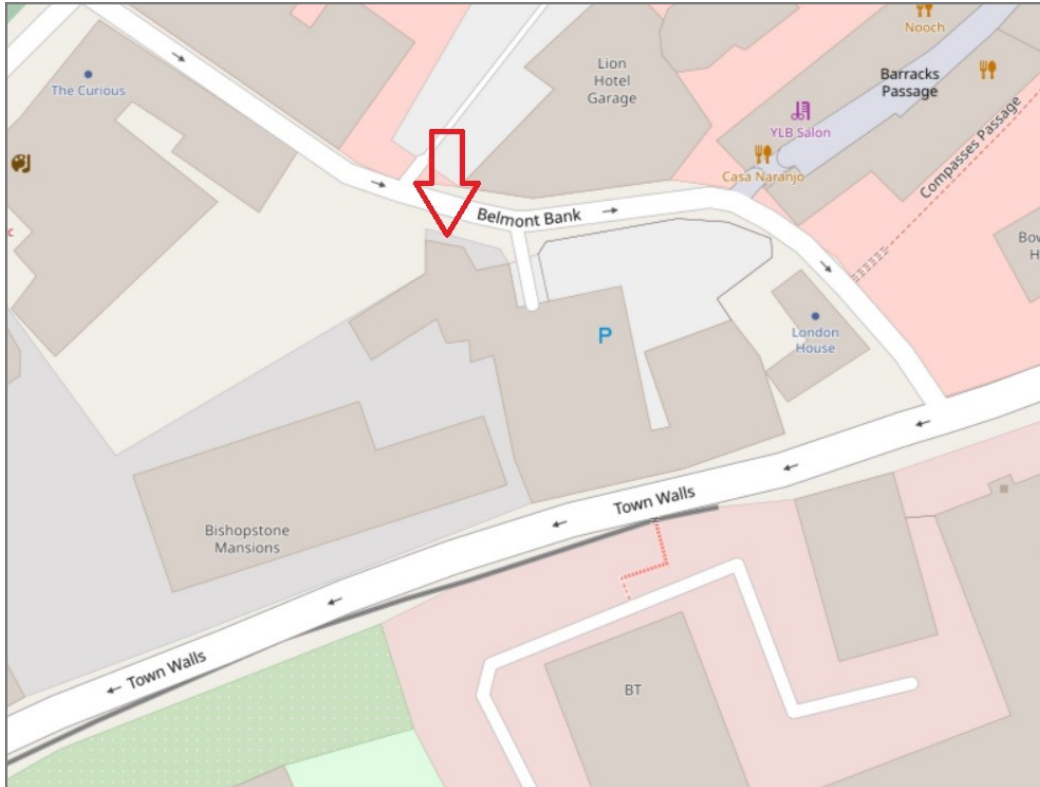 Nooch
The Curious
Lion
Hotel
Garage
Barracks
Passage
YLB Salon
Casa Naranjo
Compasses Passage
Belmont Bank
c
Bow
H
P
London
House
Town Walls
Bishopstone
Mansions
Town Walls
BT